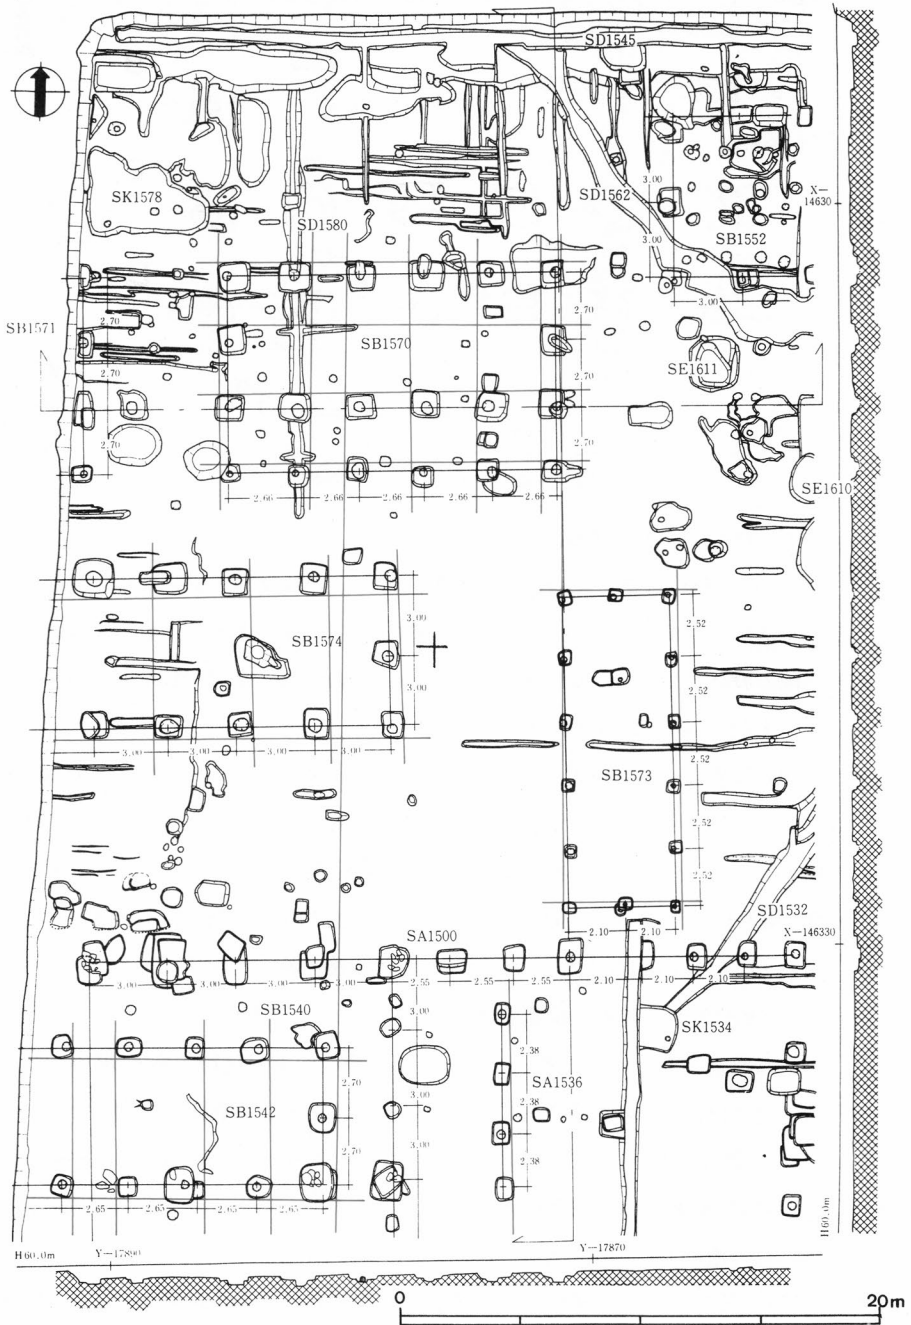 SD1545
SK1578
SD1580
3.00
SD1562
X-
14630
3.00
SB1552
3.00
SB1571
2.70
SB1570
2.70
SE1611
2.70
2.70
2.70
2.70
SE1610
2.66
2.66
2.66
2.66
2.66
SB1574
3.00
3.00
3.00
3.00
3.00
3.00
2.52
2.52
2.52
SB1573
2.52
2.52
2.10
2.10
SD1532
X-146330
SA1500
3.00
3.00
3.00
3.00
2.55
2.55
2.55
2.10
2.10
2.10
SB1540
3.00
SK1534
2.38
SA1536
2.70
SB1542
3.00
2.38
2.70
3.00
2.38
2.65
2.65
2.65
2.65
H60.0m
H60.0m
Y-17890
Y-17870
0
20m